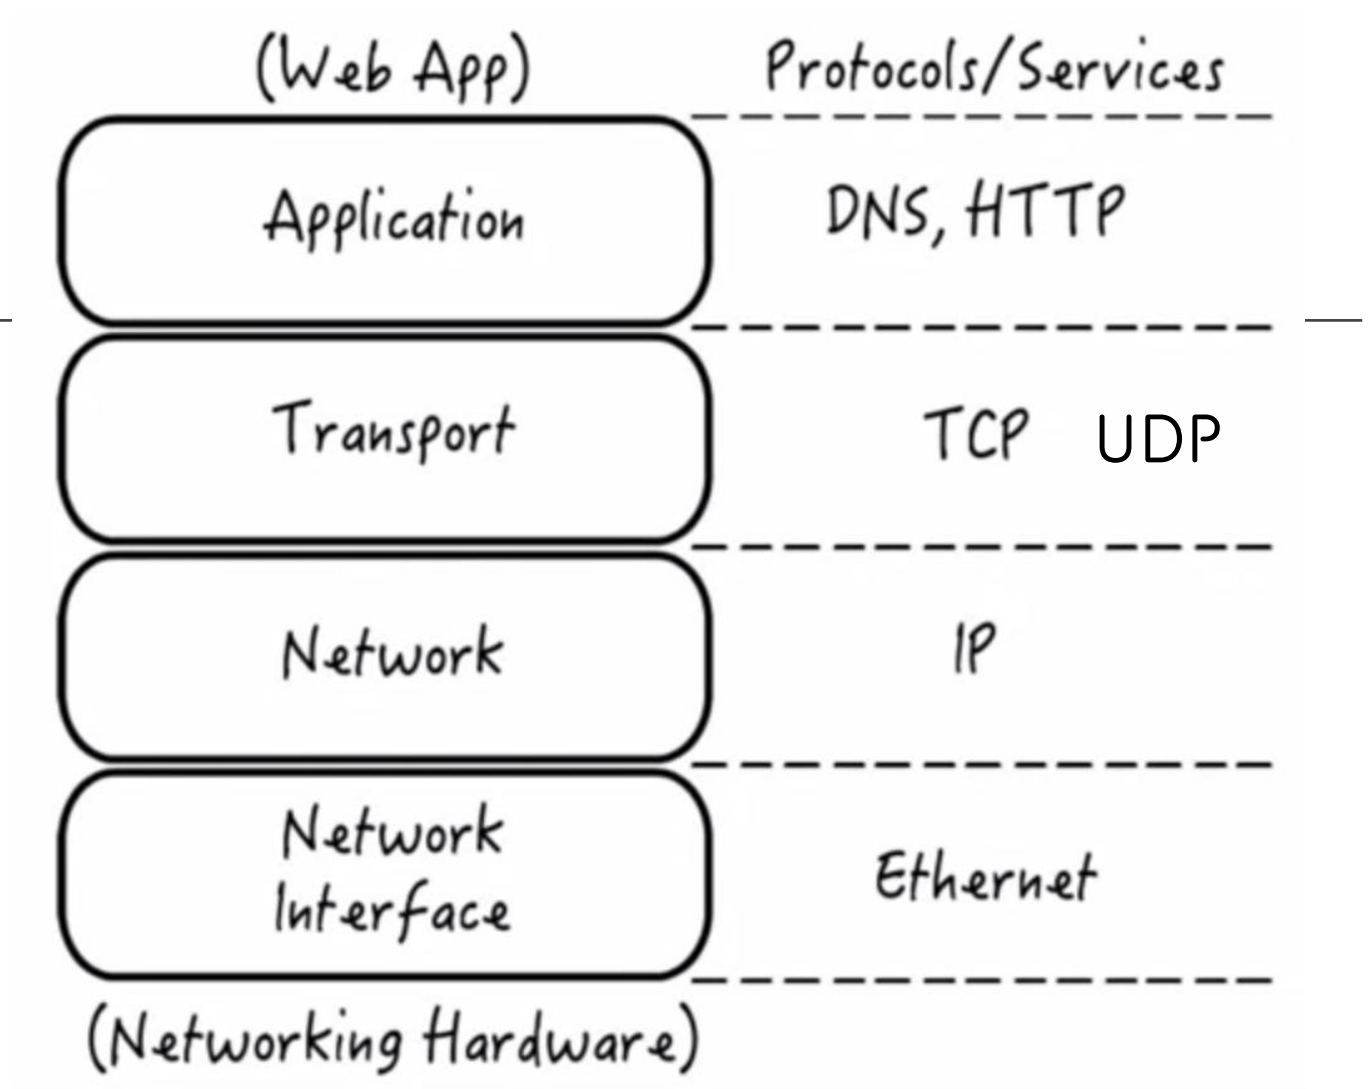 (Web App) Protocols/Services
Application DNS, HTTP
Transport TCP UDP
Network IP
Network
Interface Ethernet
(Networking Hardware)